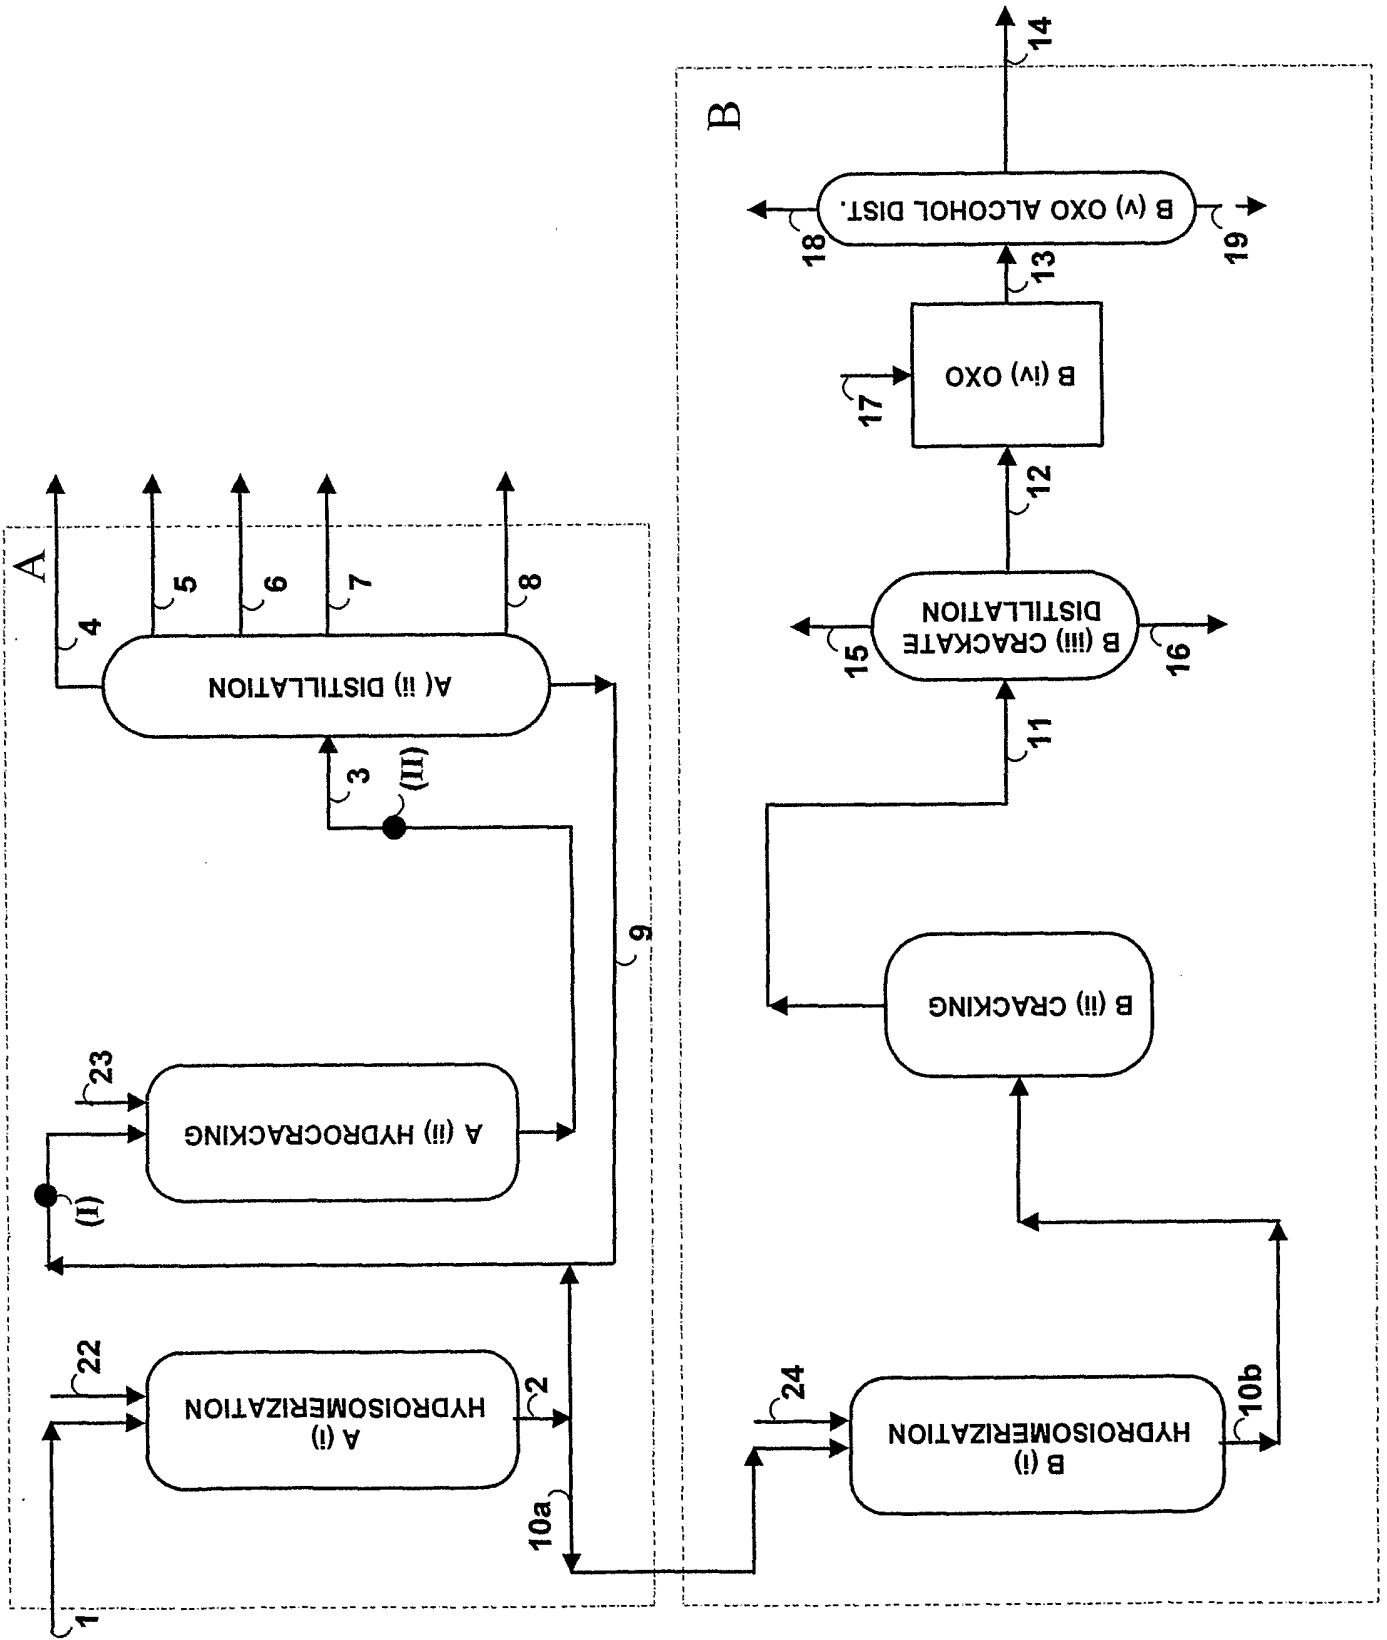 A
1
22
A (i)
HYDROISOMERIZATION
2
10a
(I)
23
A (ii) HYDROCRACKING
9
3
(II)
A( ii) DISTILLATION
4
5
6
7
8
B
24
B (i)
HYDROISOMERIZATION
10b
B (ii) CRACKING
11
B (iii) CRACKATE
DISTILLATION
15
16
12
17
B (iv) OXO
13
B (v) OXO ALCOHOL DIST.
18
19
14